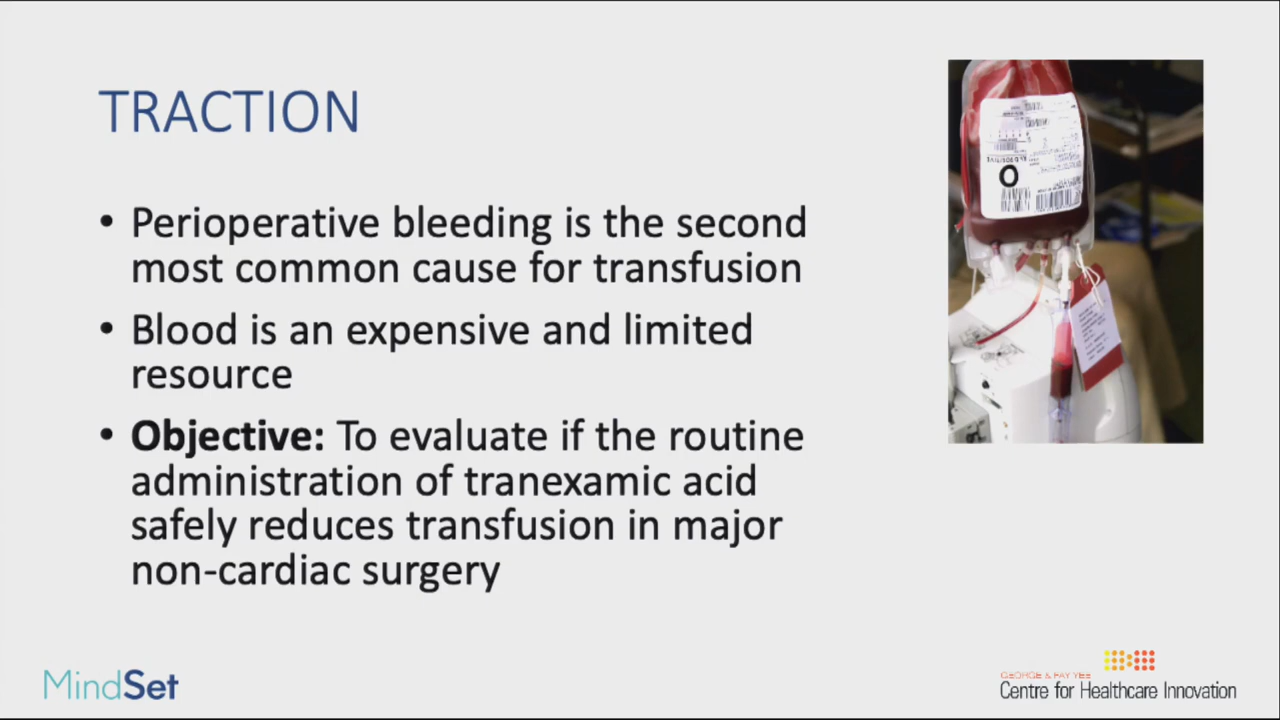 TRACTION
• Perioperative bleeding is the second
most common cause for transfusion
• Blood is an expensive and limited
resource
• Objective: To evaluate if the routine
administration of tranexamic acid
safely reduces transfusion in major
non-cardiac surgery
O
MindSet
GEORGE & FAY YEE
Centre for Healthcare Innovation